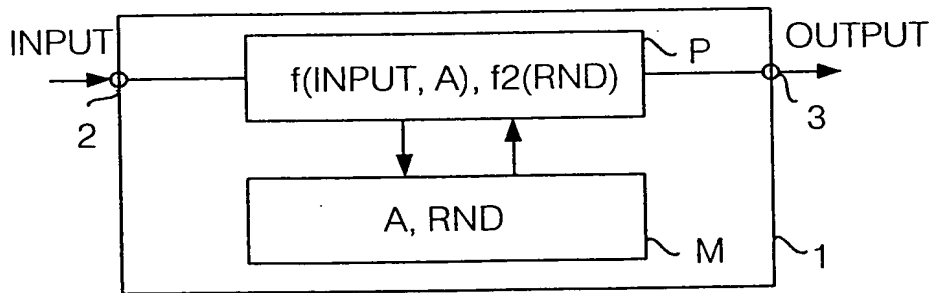 INPUT
f(INPUT, A), f2(RND)
P
OUTPUT
2
3
A, RND
M
1